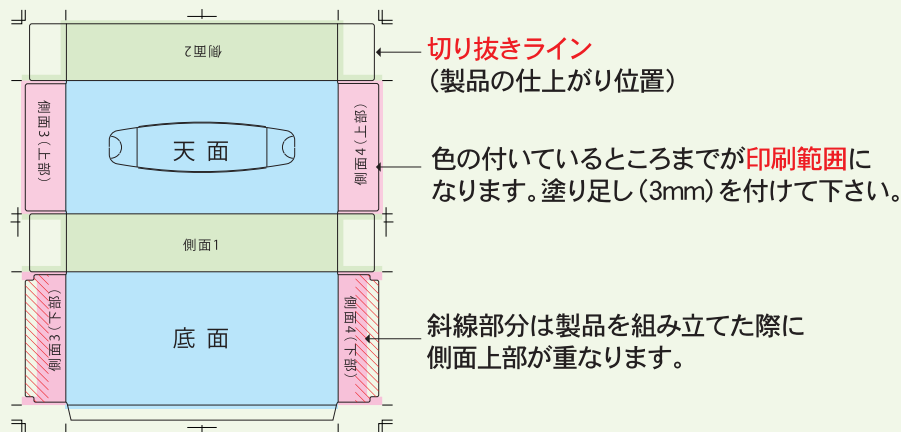 側面2
切り抜きライン
(製品の仕上がり位置)
側面3(上部)
天面
側面4(上部)
色の付いているところまでが印刷範囲に
なります。塗り足し(3mm)を付けて下さい。
側面1
側面3(下部)
底面
側面4(下部)
斜線部分は製品を組み立てた際に
側面上部が重なります。